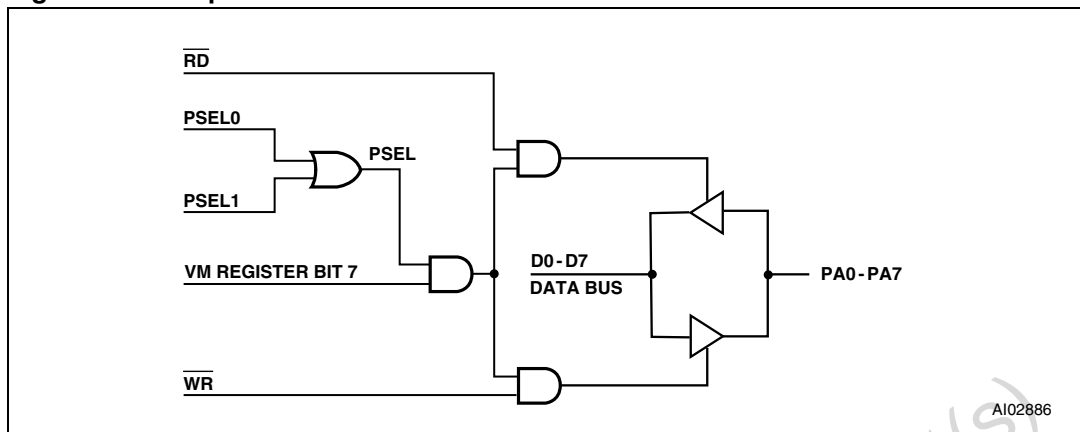 RD
PSEL0
PSEL
PSEL1
VM REGISTER BIT 7
D0-D7
DATA BUS
PA0-PA7
WR
AI02886